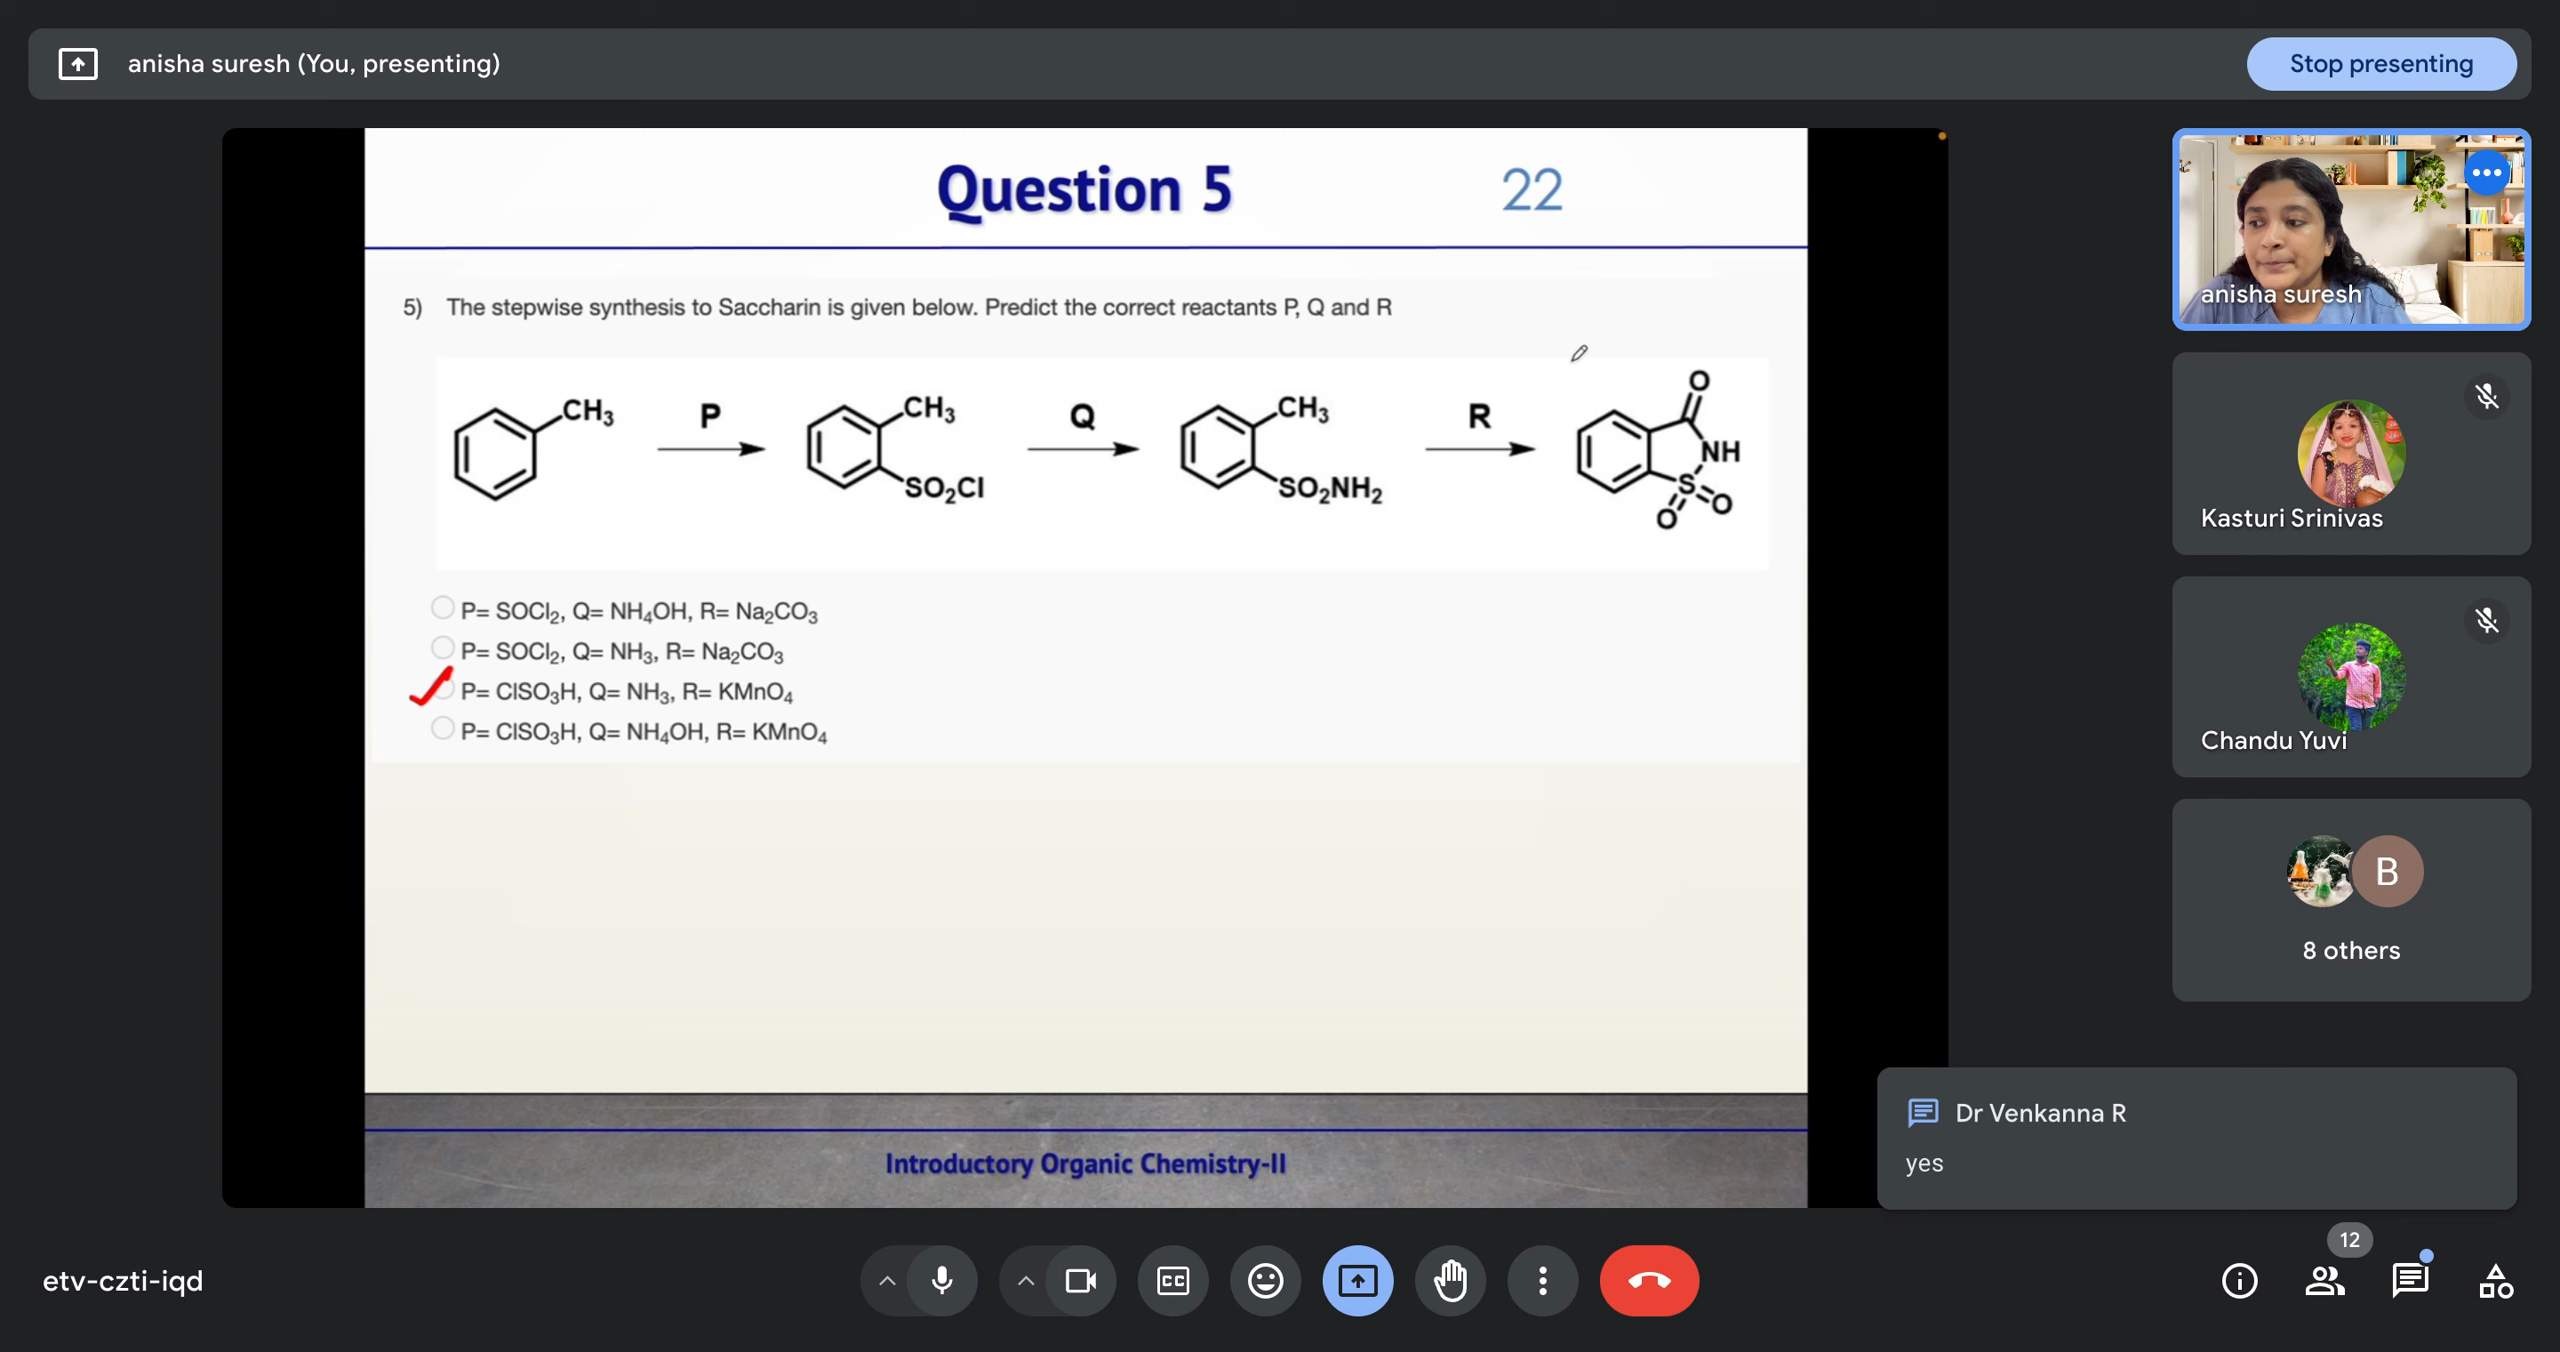 anisha suresh (You, presenting)
Stop presenting
Question 5
22
5) The stepwise synthesis to Saccharin is given below. Predict the correct reactants P, Q and R
CH₃ P CH₃ SO₂Cl Q CH₃ SO₂NH₂ R O NH S O O
P= SOCl₂, Q= NH₄OH, R= Na₂CO₃
P= SOCl₂, Q= NH₃, R= Na₂CO₃
P= ClSO₃H, Q= NH₃, R= KMnO₄
P= ClSO₃H, Q= NH₄OH, R= KMnO₄
Introductory Organic Chemistry-II
anisha suresh
Kasturi Srinivas
Chandu Yuvi
B
8 others
Dr Venkanna R
yes
etv-czti-iqd
CC
12